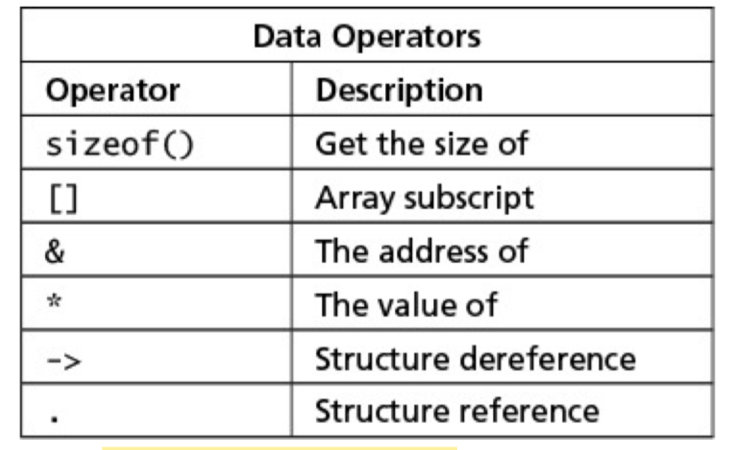 Data Operators
Operator Description
sizeof() Get the size of
[] Array subscript
& The address of
* The value of
-> Structure dereference
. Structure reference